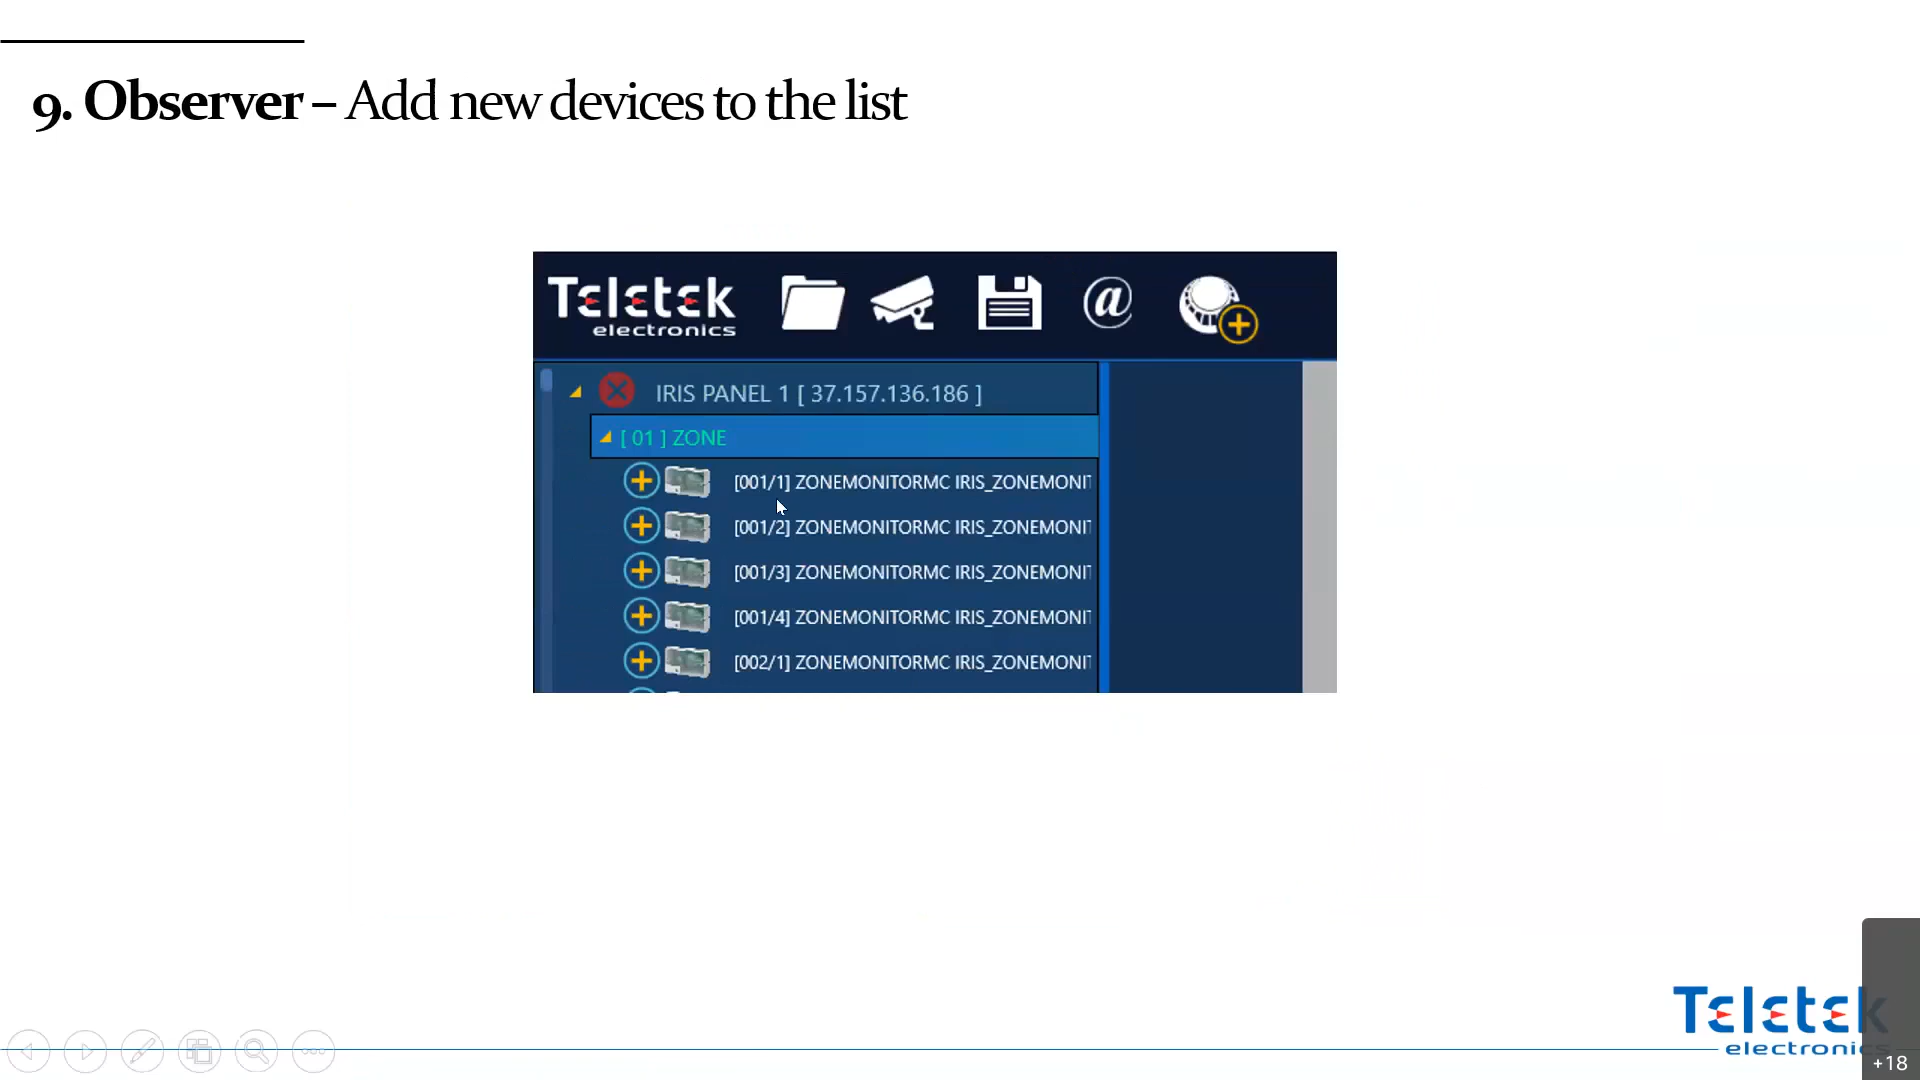 9. Observer – Add new devices to the list
Teletek
electronics
@
IRIS PANEL 1 [ 37.157.136.186 ]
[ 01 ] ZONE
[001/1] ZONEMONITORMC IRIS_ZONEMONIT
[001/2] ZONEMONITORMC IRIS_ZONEMONIT
[001/3] ZONEMONITORMC IRIS_ZONEMONIT
[001/4] ZONEMONITORMC IRIS_ZONEMONIT
[002/1] ZONEMONITORMC IRIS_ZONEMONIT
Teletek
electronics
+18